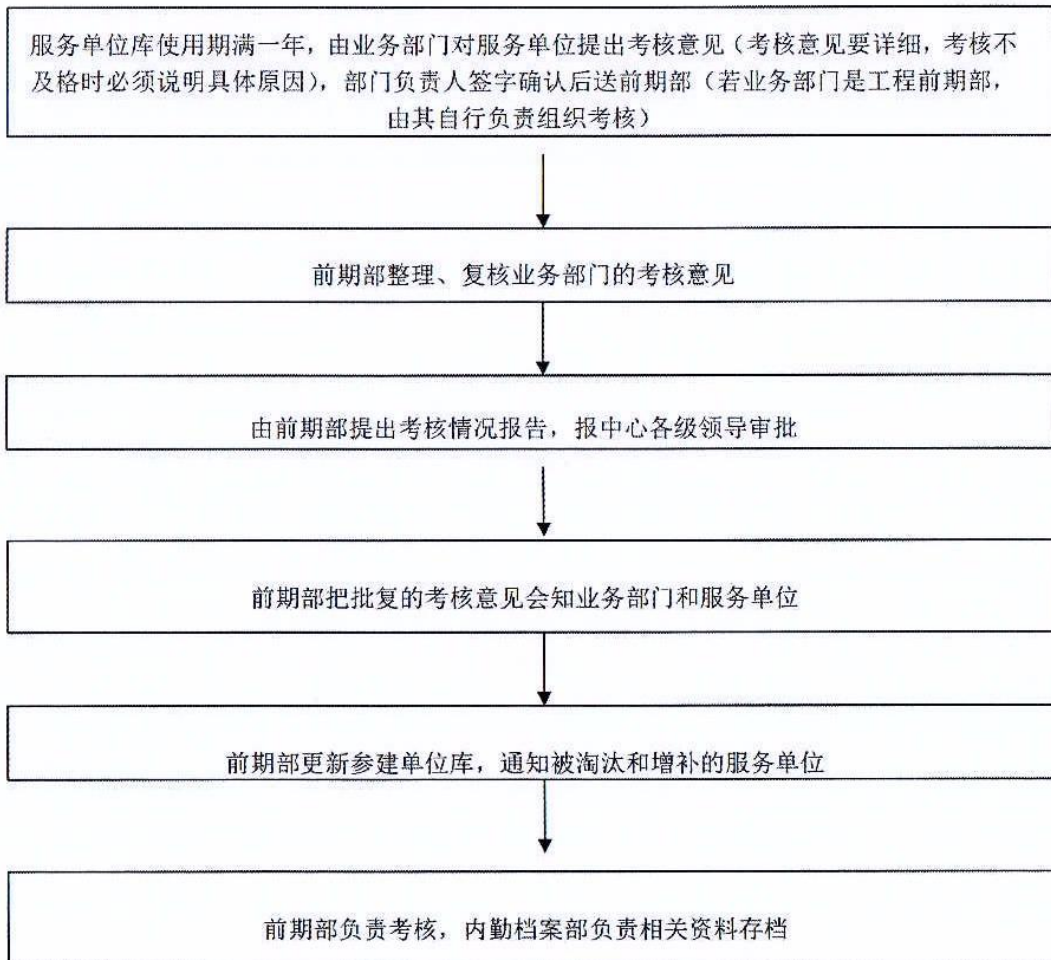 服务单位库使用期满一年，由业务部门对服务单位提出考核意见（考核意见要详细，考核不
及格时必须说明具体原因），部门负责人签字确认后送前期部（若业务部门是工程前期部，
由其自行负责组织考核）
前期部整理、复核业务部门的考核意见
由前期部提出考核情况报告，报中心各级领导审批
前期部把批复的考核意见会知业务部门和服务单位
前期部更新参建单位库，通知被淘汰和增补的服务单位
前期部负责考核，内勤档案部负责相关资料存档